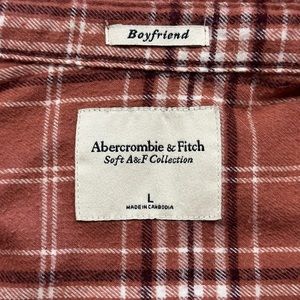 Boyfriend
Abercrombie & Fitch
Soft A&F Collection
L
MADE IN CAMBODIA